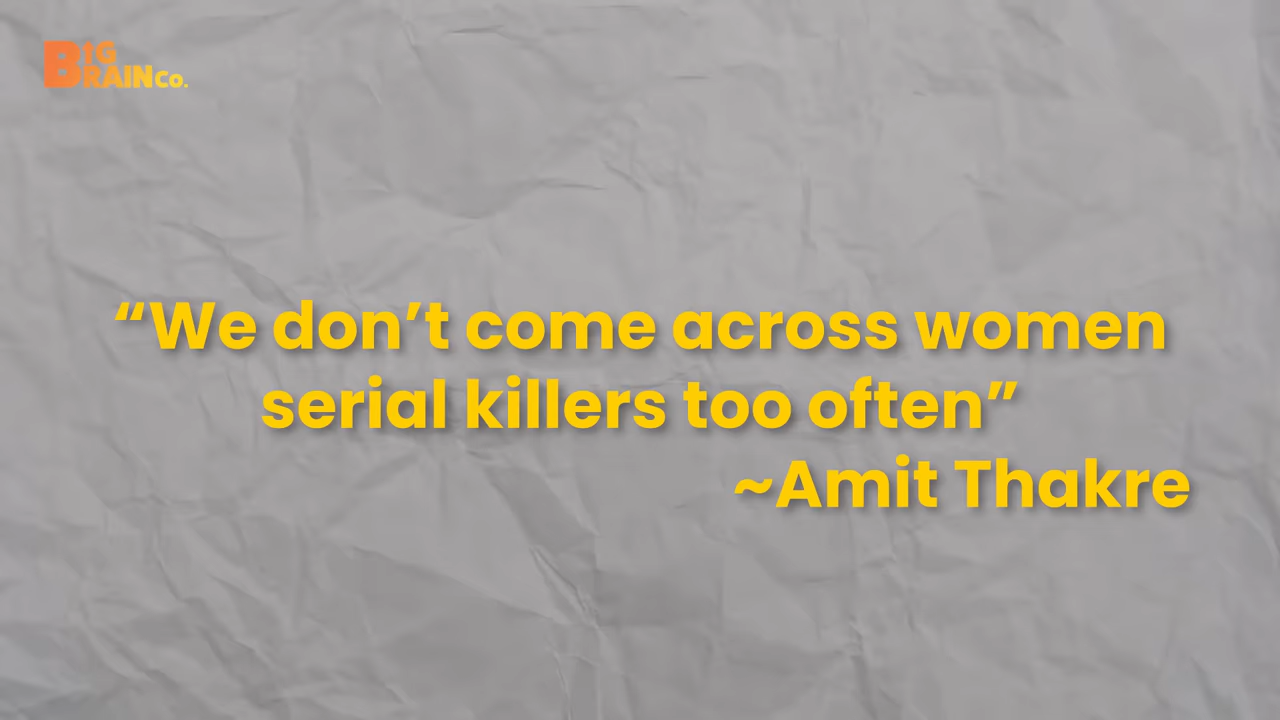 BIG
BRAINCO.
“We don’t come across women
serial killers too often”
~Amit Thakre